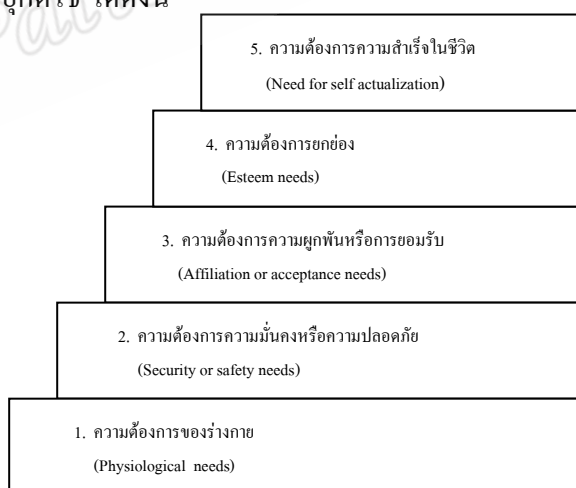 5. ความต้องการความสำเร็จในชีวิต
(Need for self actualization)
4. ความต้องการยกย่อง
(Esteem needs)
3. ความต้องการความผูกพันหรือการยอมรับ
(Affiliation or acceptance needs)
2. ความต้องการความมั่นคงหรือความปลอดภัย
(Security or safety needs)
1. ความต้องการของร่างกาย
(Physiological needs)